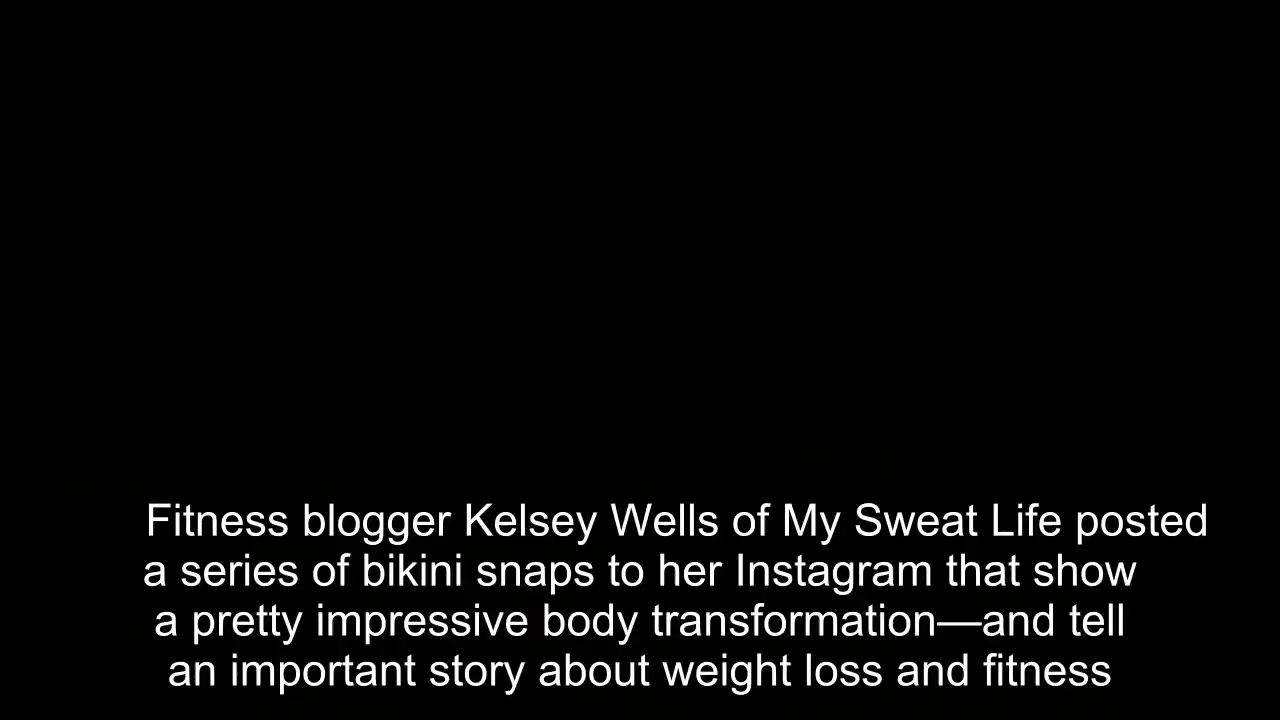 Fitness blogger Kelsey Wells of My Sweat Life posted
a series of bikini snaps to her Instagram that show
a pretty impressive body transformation—and tell
an important story about weight loss and fitness